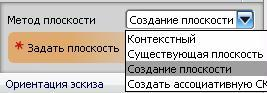 Метод плоскости Создание плоскости
Контекстный
* Задать плоскость Существующая плоскость
Создание плоскости
Ориентация эскиза Создать ассоциативную СК